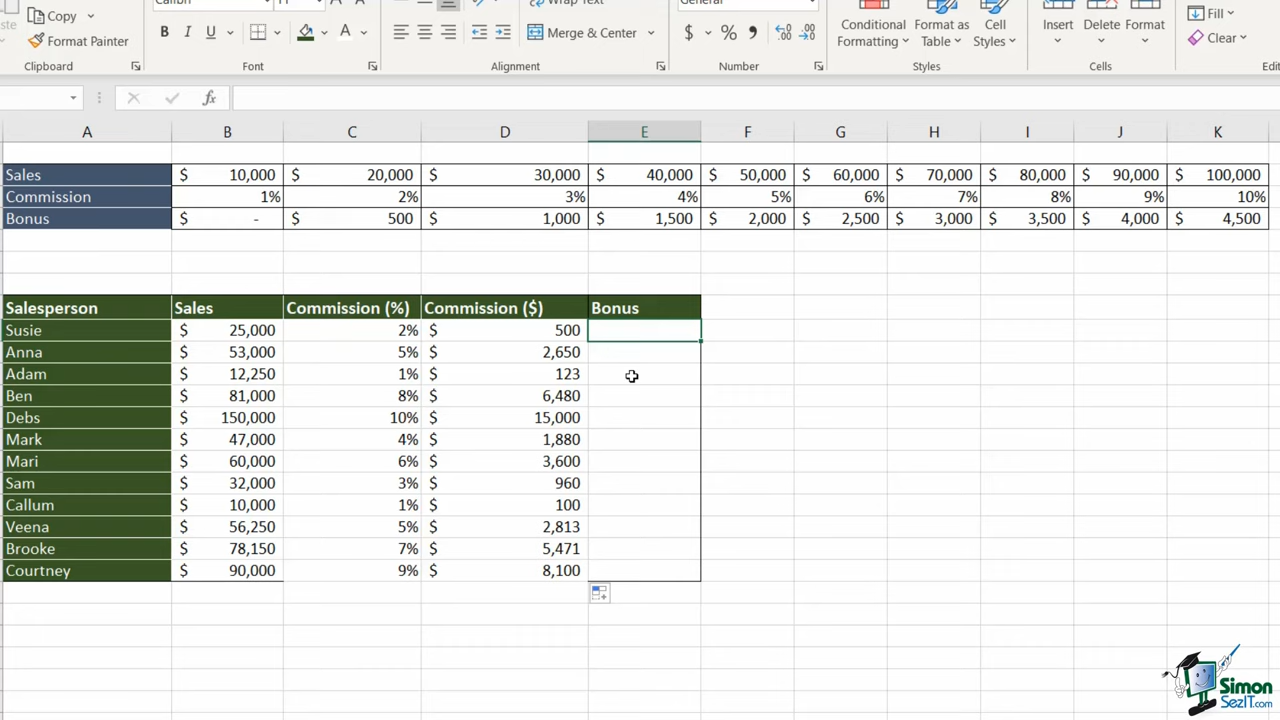 Copy
Format Painter
B I U A
Merge & Center
$ % 9
Conditional Formatting
Format as Table
Cell Styles
Insert Delete Format
Fill
Clear
Clipboard Font Alignment Number Styles Cells
fx
A B C D E F G H I J K
Sales $ 10,000 $ 20,000 $ 30,000 $ 40,000 $ 50,000 $ 60,000 $ 70,000 $ 80,000 $ 90,000 $ 100,000
Commission 1% 2% 3% 4% 5% 6% 7% 8% 9% 10%
Bonus $ - $ 500 $ 1,000 $ 1,500 $ 2,000 $ 2,500 $ 3,000 $ 3,500 $ 4,000 $ 4,500
Salesperson Sales Commission (%) Commission ($) Bonus
Susie $ 25,000 2% $ 500
Anna $ 53,000 5% $ 2,650
Adam $ 12,250 1% $ 123
Ben $ 81,000 8% $ 6,480
Debs $ 150,000 10% $ 15,000
Mark $ 47,000 4% $ 1,880
Mari $ 60,000 6% $ 3,600
Sam $ 32,000 3% $ 960
Callum $ 10,000 1% $ 100
Veena $ 56,250 5% $ 2,813
Brooke $ 78,150 7% $ 5,471
Courtney $ 90,000 9% $ 8,100
Simon
SezIT.com